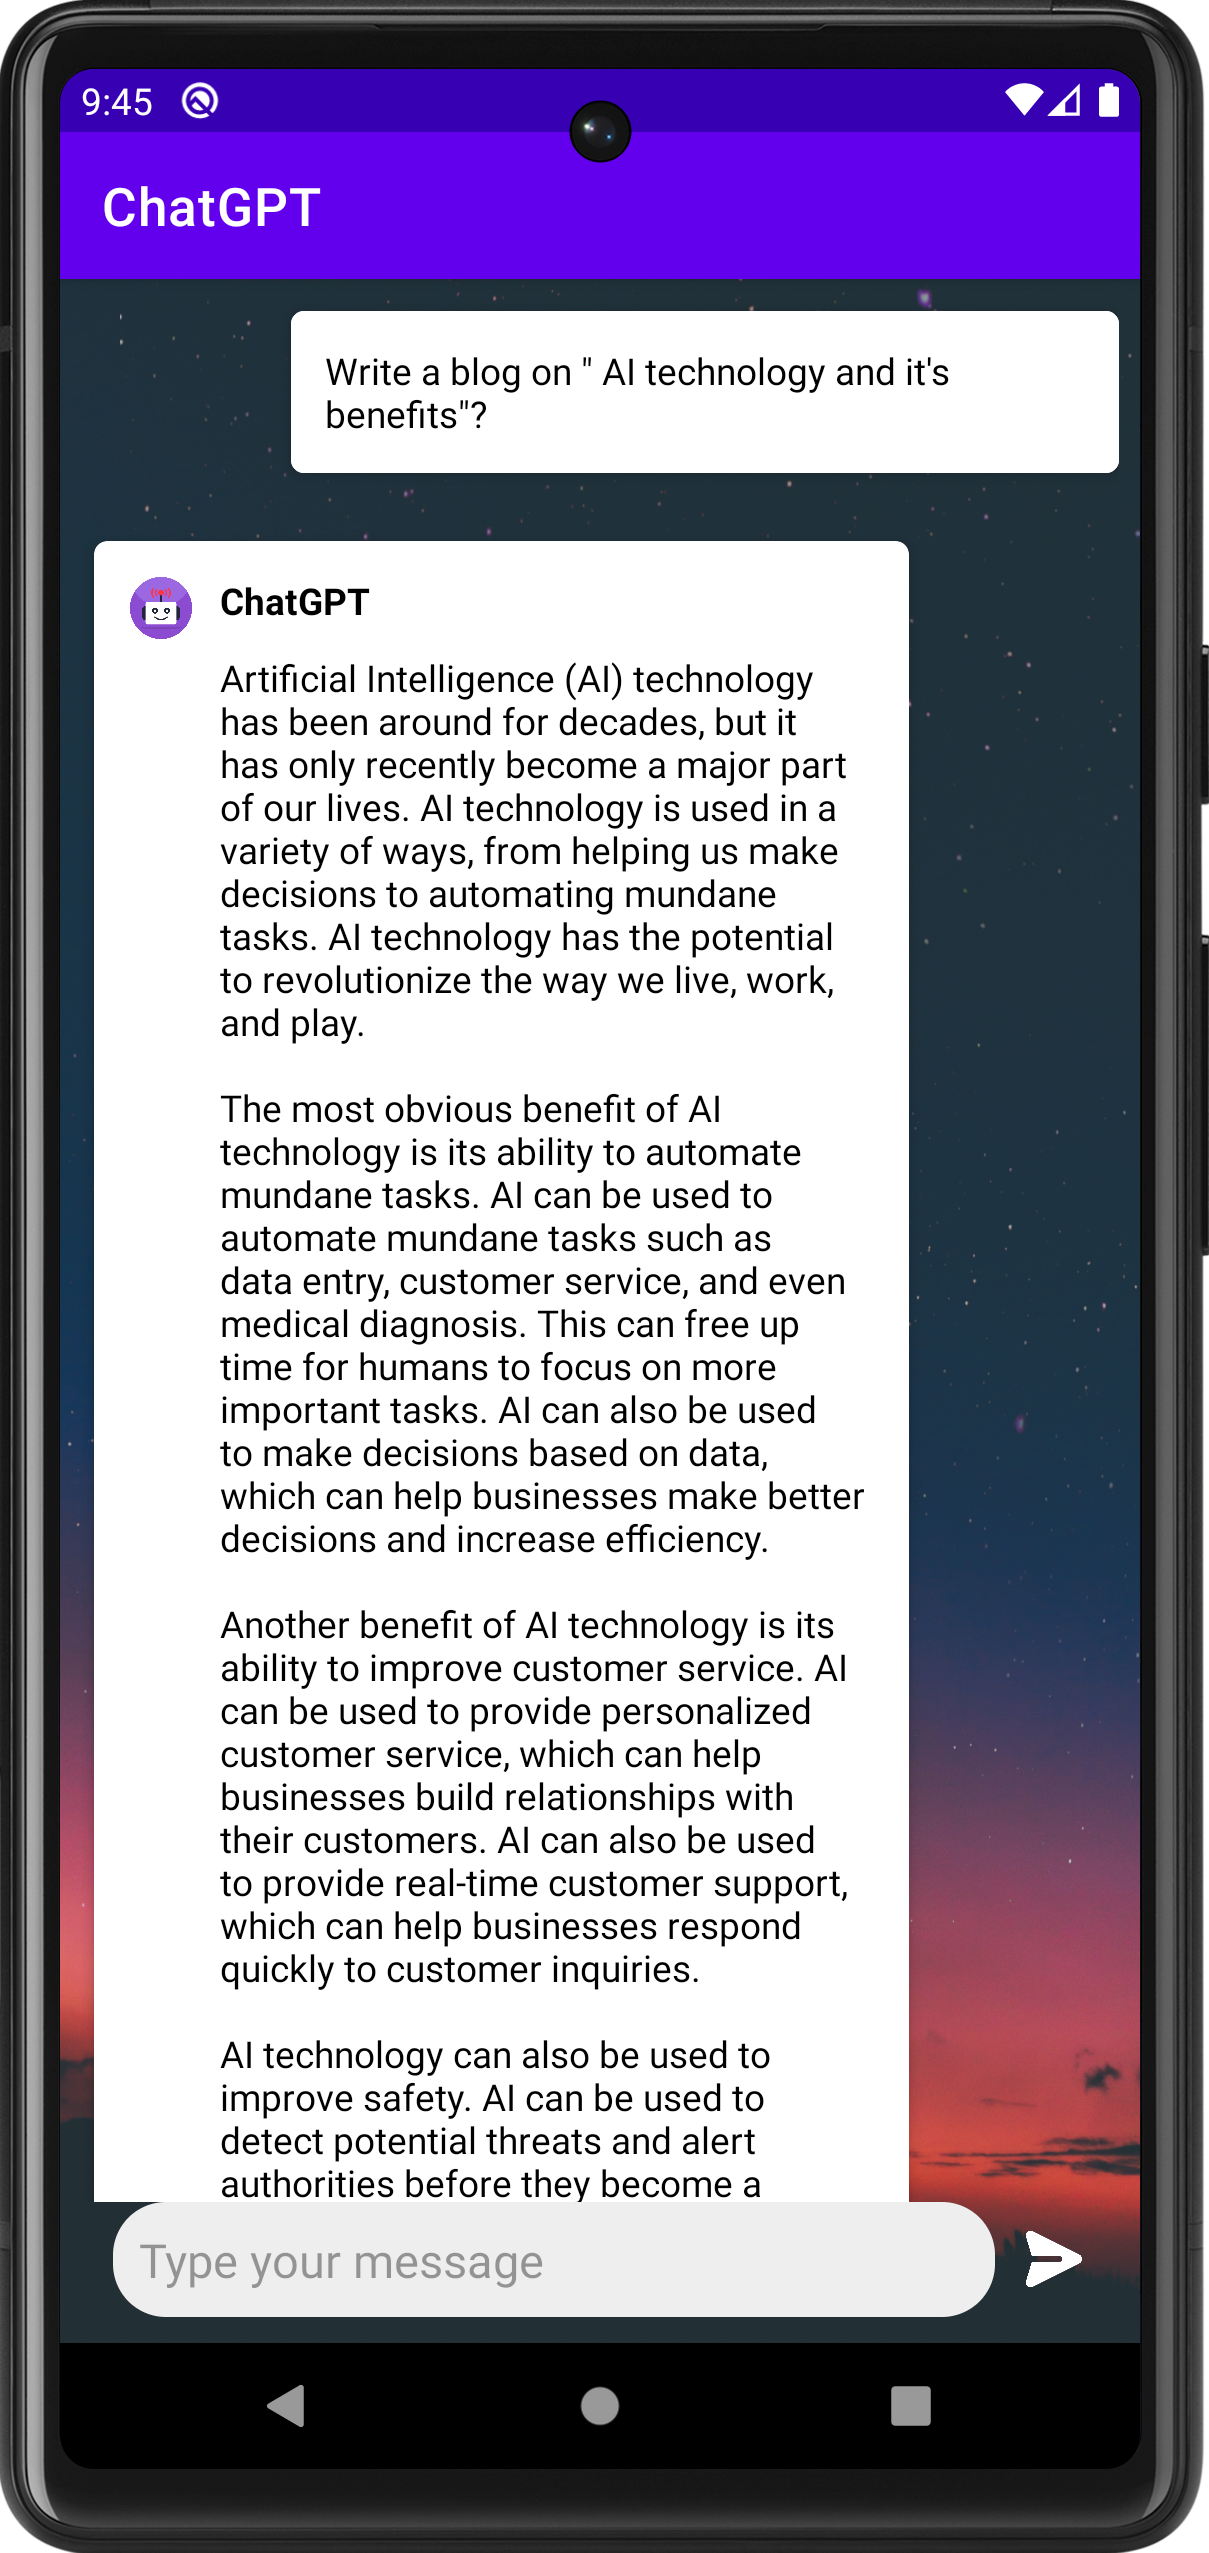 9:45
ChatGPT
Write a blog on " AI technology and it's
benefits"?
ChatGPT
Artificial Intelligence (AI) technology
has been around for decades, but it
has only recently become a major part
of our lives. AI technology is used in a
variety of ways, from helping us make
decisions to automating mundane
tasks. AI technology has the potential
to revolutionize the way we live, work,
and play.
The most obvious benefit of AI
technology is its ability to automate
mundane tasks. AI can be used to
automate mundane tasks such as
data entry, customer service, and even
medical diagnosis. This can free up
time for humans to focus on more
important tasks. AI can also be used
to make decisions based on data,
which can help businesses make better
decisions and increase efficiency.
Another benefit of AI technology is its
ability to improve customer service. AI
can be used to provide personalized
customer service, which can help
businesses build relationships with
their customers. AI can also be used
to provide real-time customer support,
which can help businesses respond
quickly to customer inquiries.
AI technology can also be used to
improve safety. AI can be used to
detect potential threats and alert
authorities before they become a
Type your message